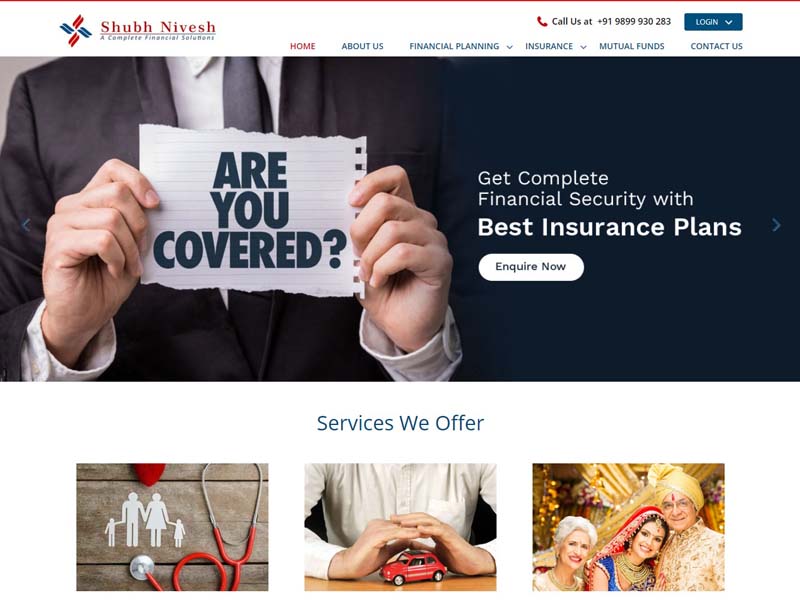 Shubh Nivesh
A Complete Financial Solutions
Call Us at +91 9899 930 283
LOGIN
HOME
ABOUT US
FINANCIAL PLANNING
INSURANCE
MUTUAL FUNDS
CONTACT US
ARE
YOU
COVERED?
Get Complete
Financial Security with
Best Insurance Plans
Enquire Now
Services We Offer